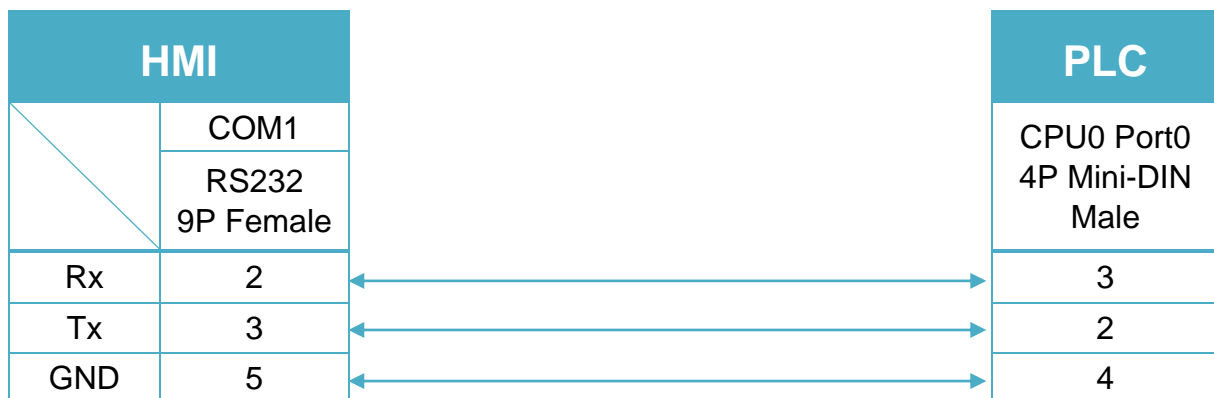 HMI PLC
COM1
RS232
9P Female
CPU0 Port0
4P Mini-DIN
Male
Rx 2 3
Tx 3 2
GND 5 4